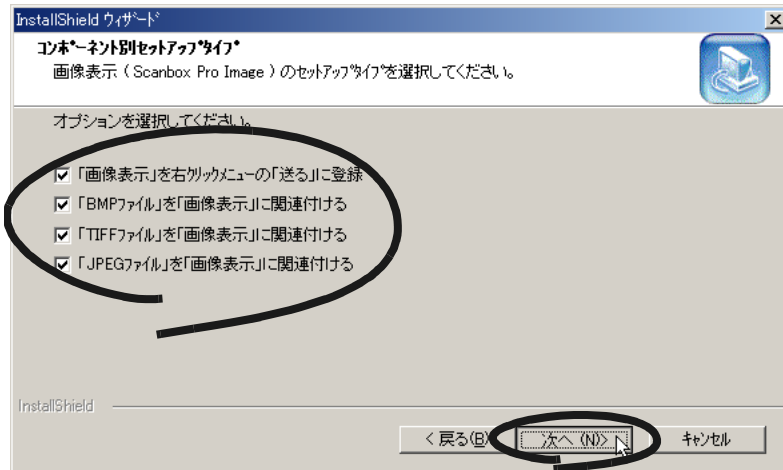 InstallShield ウィザード
コンポーネント別セットアップタイプ
画像表示 ( Scanbox Pro Image ) のセットアップタイプを選択してください。
オプションを選択してください。
「画像表示」を右クリックメニューの「送る」に登録
「BMPファイル」を「画像表示」に関連付ける
「TIFFファイル」を「画像表示」に関連付ける
「JPEGファイル」を「画像表示」に関連付ける
InstallShield
< 戻る(B) 次へ (N)> キャンセル